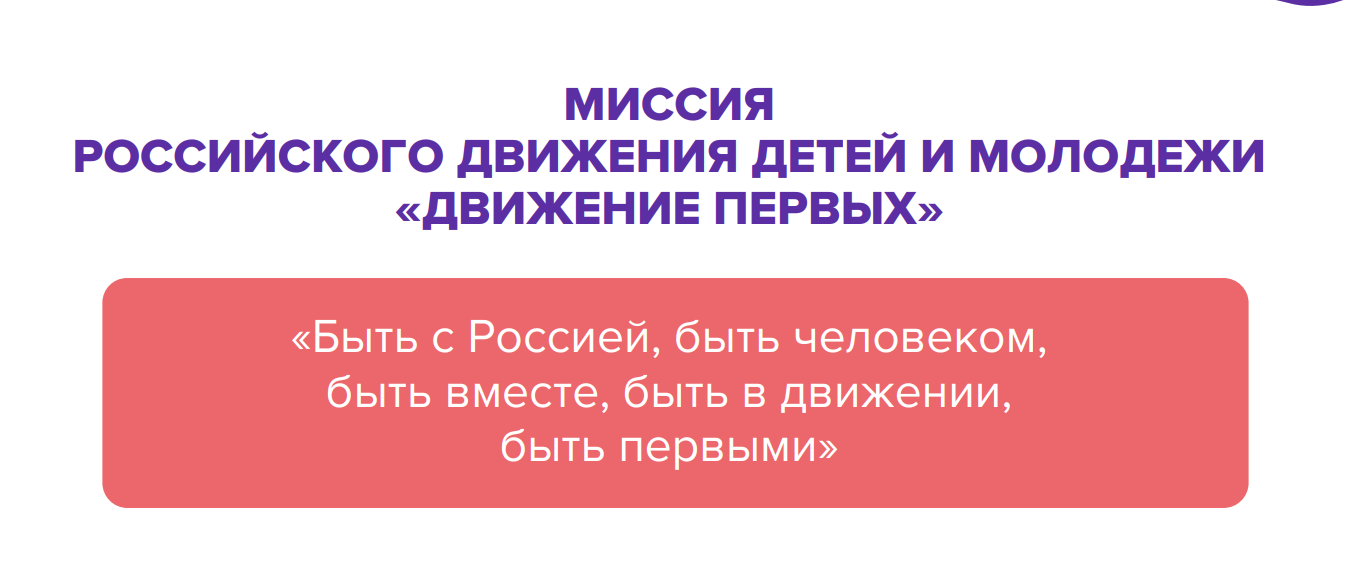 МИССИЯ
РОССИЙСКОГО ДВИЖЕНИЯ ДЕТЕЙ И МОЛОДЕЖИ
«ДВИЖЕНИЕ ПЕРВЫХ»
«Быть с Россией, быть человеком,
быть вместе, быть в движении,
быть первыми»